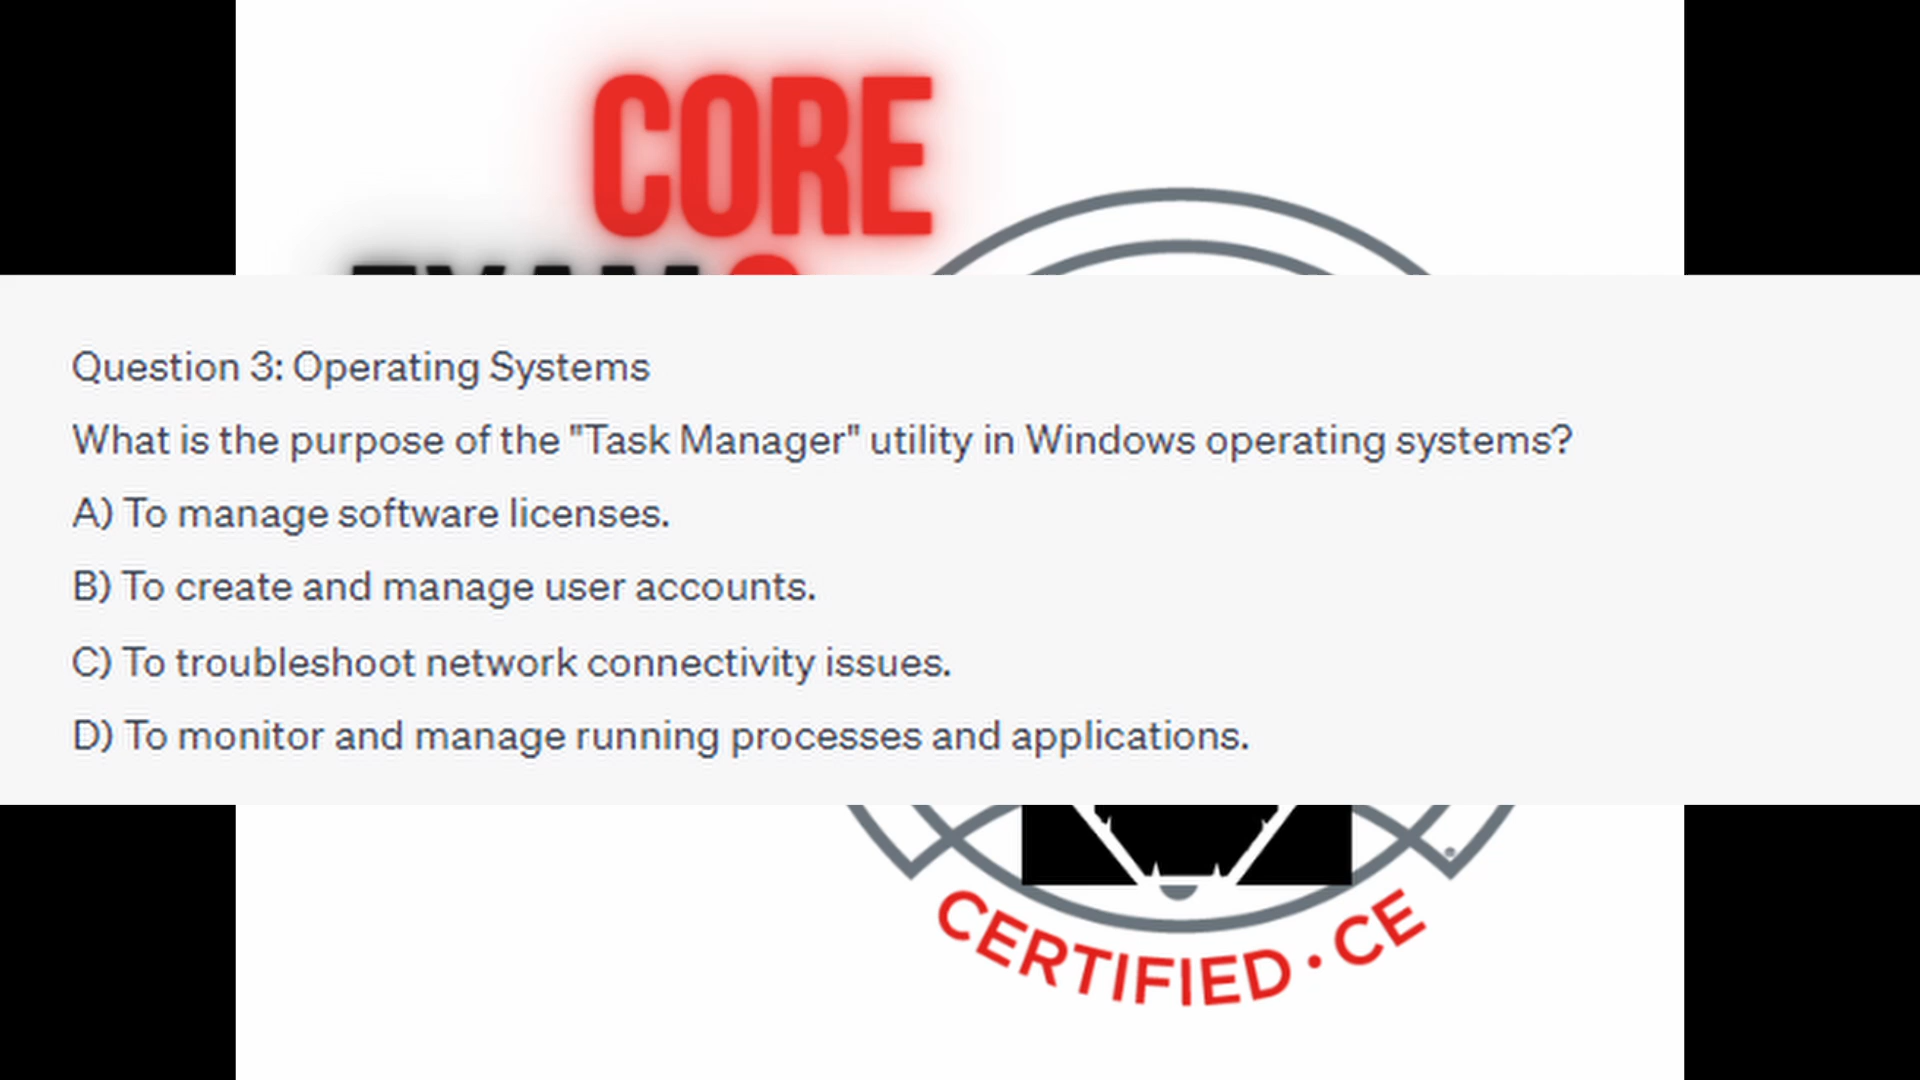 CORE
Question 3: Operating Systems
What is the purpose of the "Task Manager" utility in Windows operating systems?
A) To manage software licenses.
B) To create and manage user accounts.
C) To troubleshoot network connectivity issues.
D) To monitor and manage running processes and applications.
CERTIFIED • CE